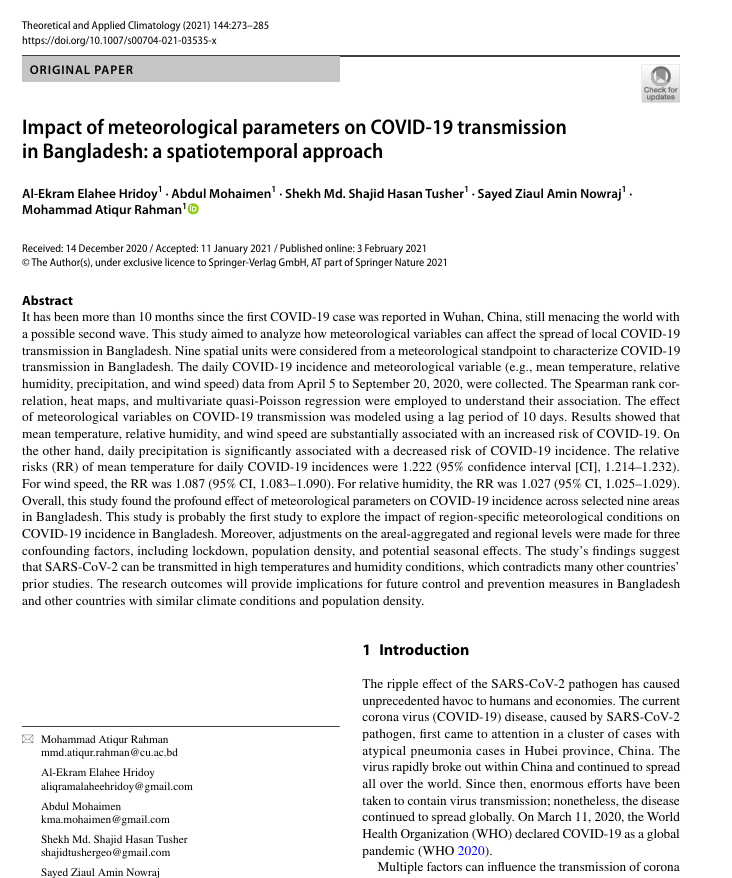 Theoretical and Applied Climatology (2021) 144:273–285
https://doi.org/10.1007/s00704-021-03535-x
ORIGINAL PAPER
Check for
updates
Impact of meteorological parameters on COVID-19 transmission
in Bangladesh: a spatiotemporal approach
Al-Ekram Elahee Hridoy1 · Abdul Mohaimen1 · Shekh Md. Shajid Hasan Tusher1 · Sayed Ziaul Amin Nowraj1 ·
Mohammad Atiqur Rahman1 iD
Received: 14 December 2020 / Accepted: 11 January 2021 / Published online: 3 February 2021
© The Author(s), under exclusive licence to Springer-Verlag GmbH, AT part of Springer Nature 2021
Abstract
It has been more than 10 months since the first COVID-19 case was reported in Wuhan, China, still menacing the world with
a possible second wave. This study aimed to analyze how meteorological variables can affect the spread of local COVID-19
transmission in Bangladesh. Nine spatial units were considered from a meteorological standpoint to characterize COVID-19
transmission in Bangladesh. The daily COVID-19 incidence and meteorological variable (e.g., mean temperature, relative
humidity, precipitation, and wind speed) data from April 5 to September 20, 2020, were collected. The Spearman rank cor-
relation, heat maps, and multivariate quasi-Poisson regression were employed to understand their association. The effect
of meteorological variables on COVID-19 transmission was modeled using a lag period of 10 days. Results showed that
mean temperature, relative humidity, and wind speed are substantially associated with an increased risk of COVID-19. On
the other hand, daily precipitation is significantly associated with a decreased risk of COVID-19 incidence. The relative
risks (RR) of mean temperature for daily COVID-19 incidences were 1.222 (95% confidence interval [CI], 1.214–1.232).
For wind speed, the RR was 1.087 (95% CI, 1.083–1.090). For relative humidity, the RR was 1.027 (95% CI, 1.025–1.029).
Overall, this study found the profound effect of meteorological parameters on COVID-19 incidence across selected nine areas
in Bangladesh. This study is probably the first study to explore the impact of region-specific meteorological conditions on
COVID-19 incidence in Bangladesh. Moreover, adjustments on the areal-aggregated and regional levels were made for three
confounding factors, including lockdown, population density, and potential seasonal effects. The study's findings suggest
that SARS-CoV-2 can be transmitted in high temperatures and humidity conditions, which contradicts many other countries'
prior studies. The research outcomes will provide implications for future control and prevention measures in Bangladesh
and other countries with similar climate conditions and population density.
Mohammad Atiqur Rahman
mmd.atiqur.rahman@cu.ac.bd
Al-Ekram Elahee Hridoy
aliqramalaheehridoy@gmail.com
Abdul Mohaimen
kma.mohaimen@gmail.com
Shekh Md. Shajid Hasan Tusher
shajidtushergeo@gmail.com
Sayed Ziaul Amin Nowraj
1 Introduction
The ripple effect of the SARS-CoV-2 pathogen has caused
unprecedented havoc to humans and economies. The current
corona virus (COVID-19) disease, caused by SARS-CoV-2
pathogen, first came to attention in a cluster of cases with
atypical pneumonia cases in Hubei province, China. The
virus rapidly broke out within China and continued to spread
all over the world. Since then, enormous efforts have been
taken to contain virus transmission; nonetheless, the disease
continued to spread globally. On March 11, 2020, the World
Health Organization (WHO) declared COVID-19 as a global
pandemic (WHO 2020).
Multiple factors can influence the transmission of corona